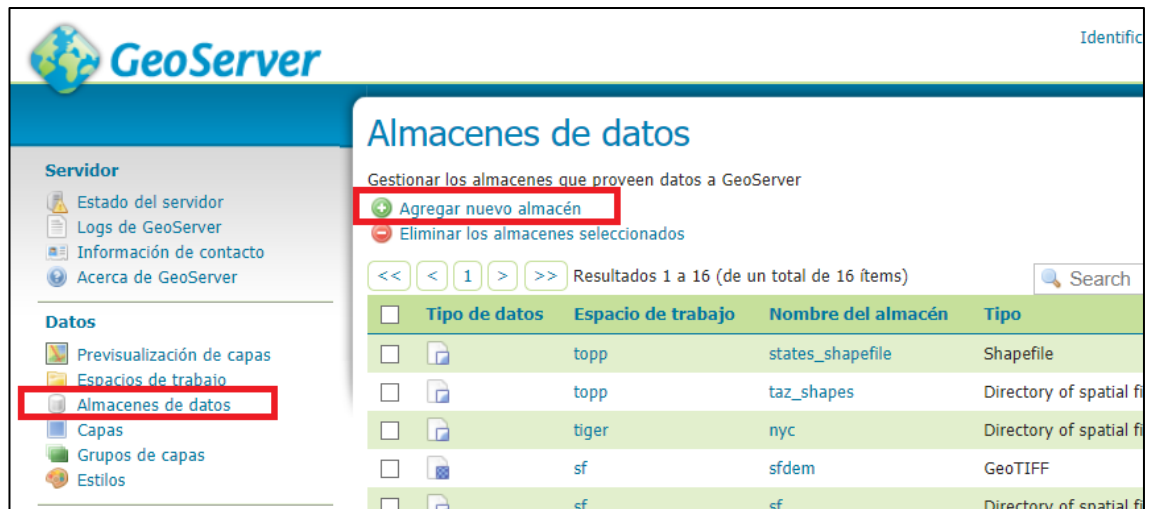 GeoServer
Identific
Servidor
Estado del servidor
Logs de GeoServer
Información de contacto
Acerca de GeoServer
Datos
Previsualización de capas
Espacios de trabajo
Almacenes de datos
Capas
Grupos de capas
Estilos
Almacenes de datos
Gestionar los almacenes que proveen datos a GeoServer
Agregar nuevo almacén
Eliminar los almacenes seleccionados
<< < 1 > >> Resultados 1 a 16 (de un total de 16 ítems) Search
Tipo de datos Espacio de trabajo Nombre del almacén Tipo
topp states_shapefile Shapefile
topp taz_shapes Directory of spatial fi
tiger nyc Directory of spatial fi
sf sfdem GeoTIFF
sf sf Directory of spatial fi